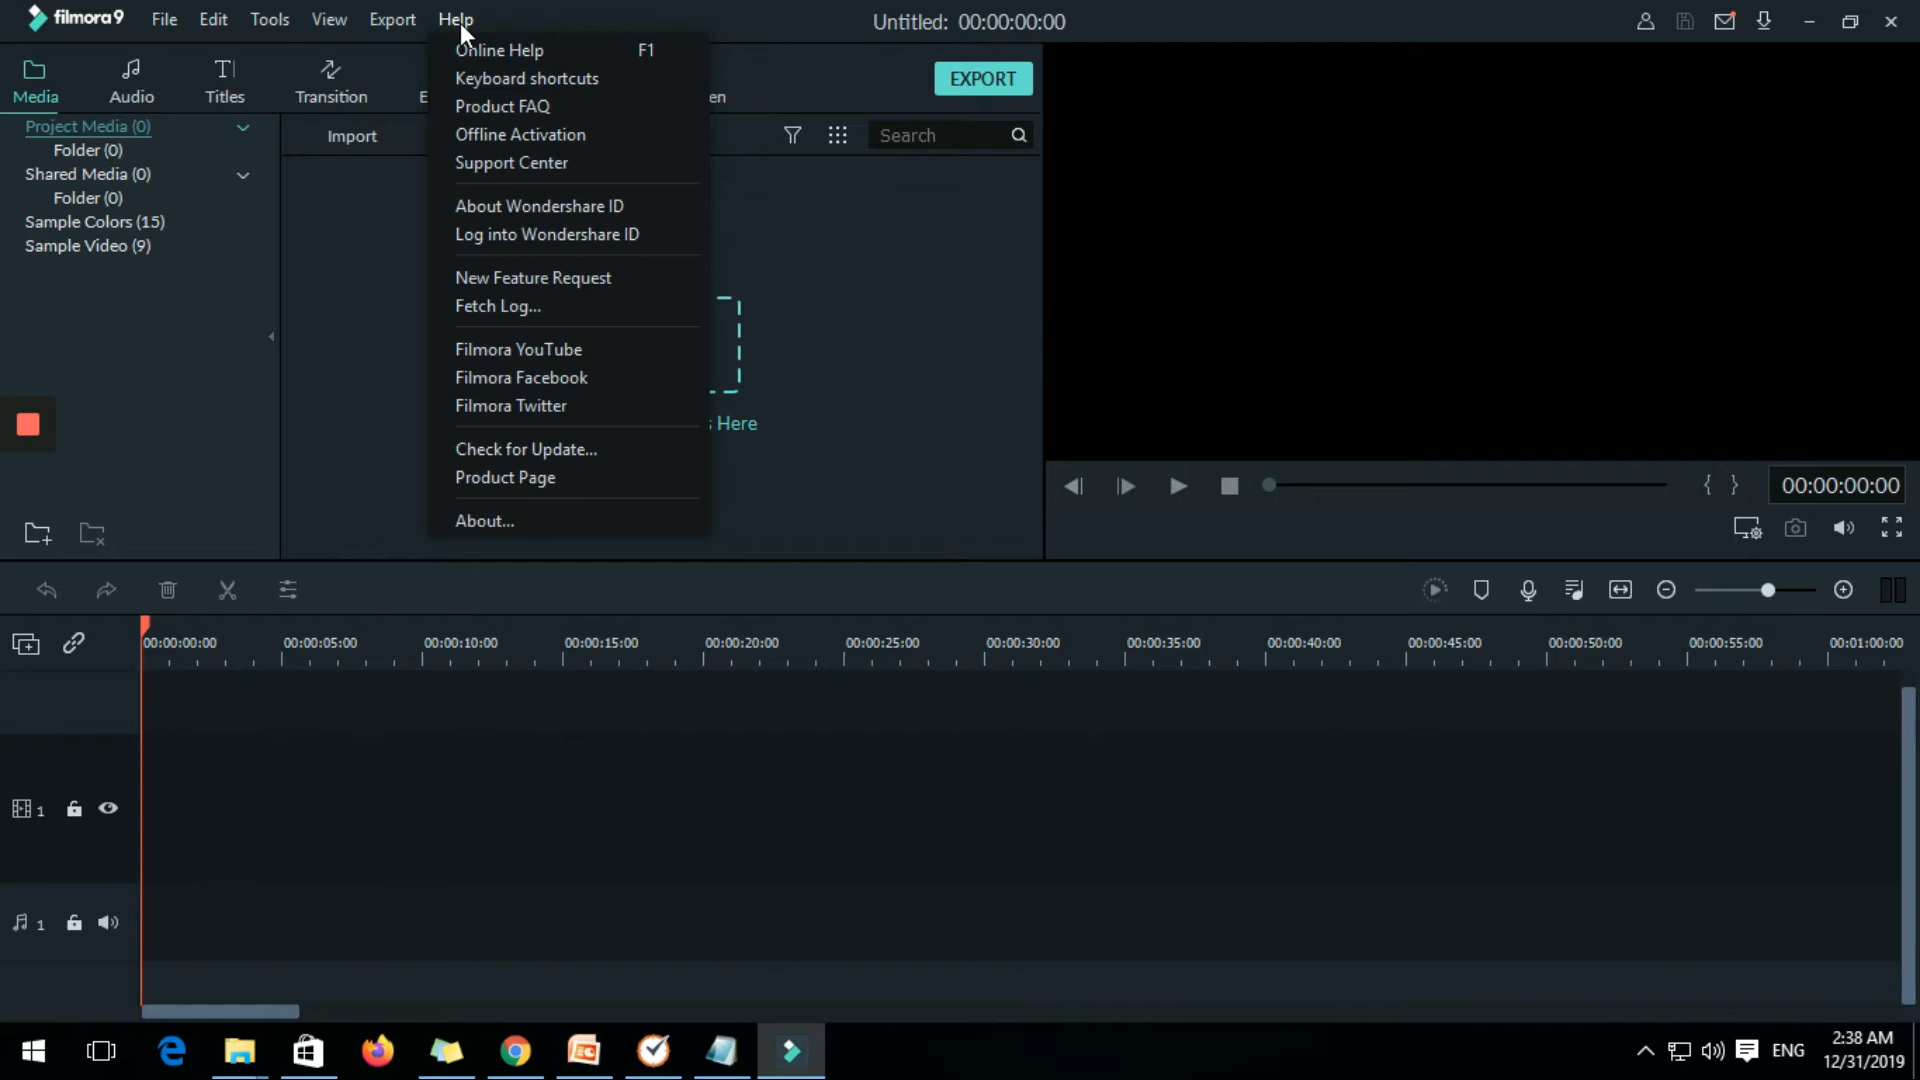 filmora9 File Edit Tools View Export Help Untitled: 00:00:00:00
Online Help F1
Keyboard shortcuts
Product FAQ
Offline Activation
Support Center
About Wondershare ID
Log into Wondershare ID
New Feature Request
Fetch Log...
Filmora YouTube
Filmora Facebook
Filmora Twitter
Check for Update...
Product Page
About...
Media Audio Titles Transition E en EXPORT
Project Media (0)
Folder (0)
Shared Media (0)
Folder (0)
Sample Colors (15)
Sample Video (9)
Import Search
s Here
{ } 00:00:00:00
00:00:00:00 00:00:05:00 00:00:10:00 00:00:15:00 00:00:20:00 00:00:25:00 00:00:30:00 00:00:35:00 00:00:40:00 00:00:45:00 00:00:50:00 00:00:55:00 00:01:00:00
1
1
ENG 2:38 AM
12/31/2019